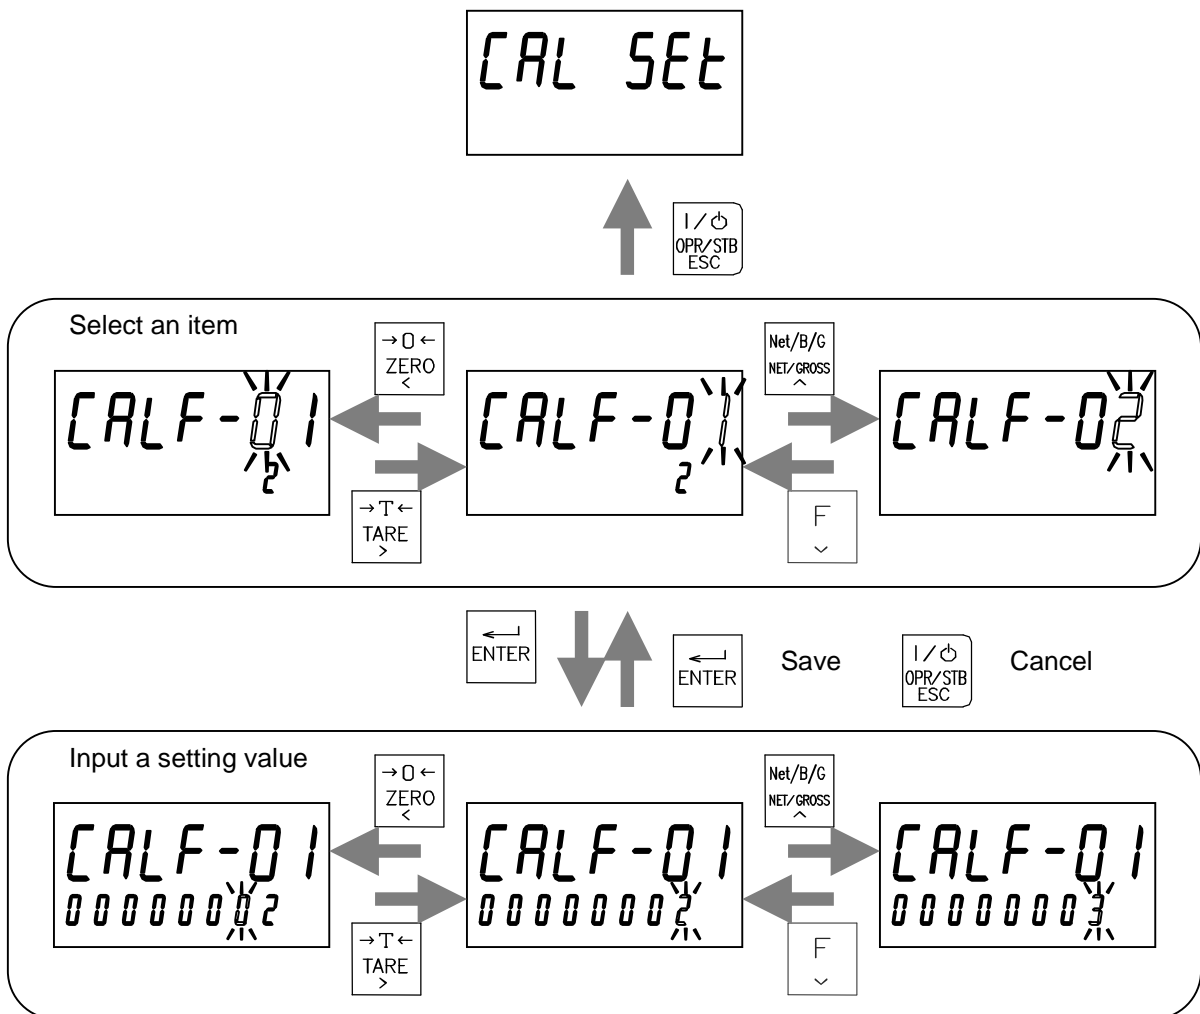 CAL SEt
I/⏻
OPR/STB
ESC
Select an item
→0←
ZERO
<
Net/B/G
NET/GROSS
^
CALF-01
2
CALF-01
2
CALF-02
→T←
TARE
>
F
⌵
ENTER
ENTER
Save
I/⏻
OPR/STB
ESC
Cancel
Input a setting value
→0←
ZERO
<
Net/B/G
NET/GROSS
^
CALF-01
00000002
CALF-01
00000002
CALF-01
00000003
→T←
TARE
>
F
⌵